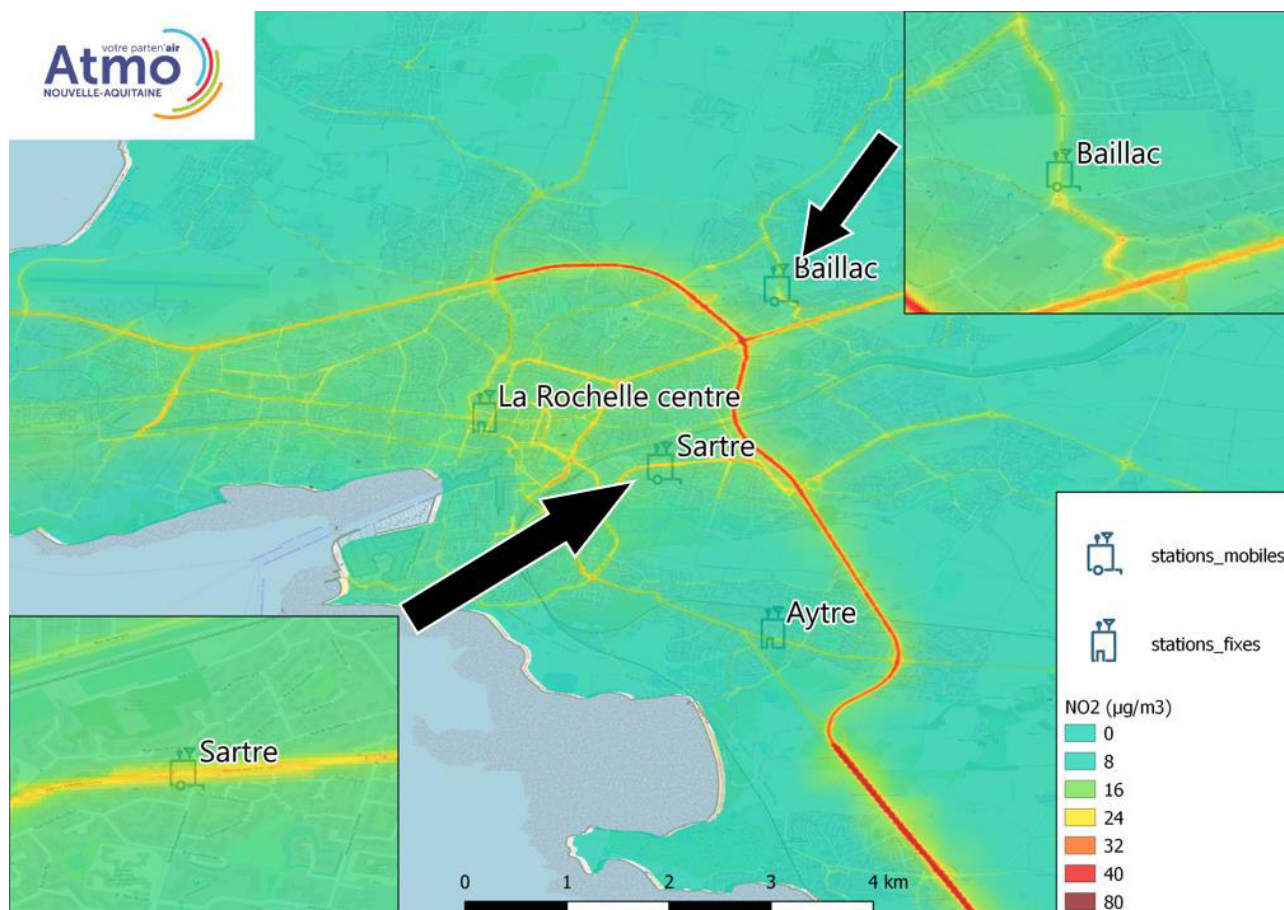 votre parten'air
Atmo
NOUVELLE-AQUITAINE
Baillac
Baillac
La Rochelle centre
Sartre
Aytre
Sartre
stations_mobiles
stations_fixes
NO2 (µg/m3)
0
8
16
24
32
40
80
0 1 2 3 4 km